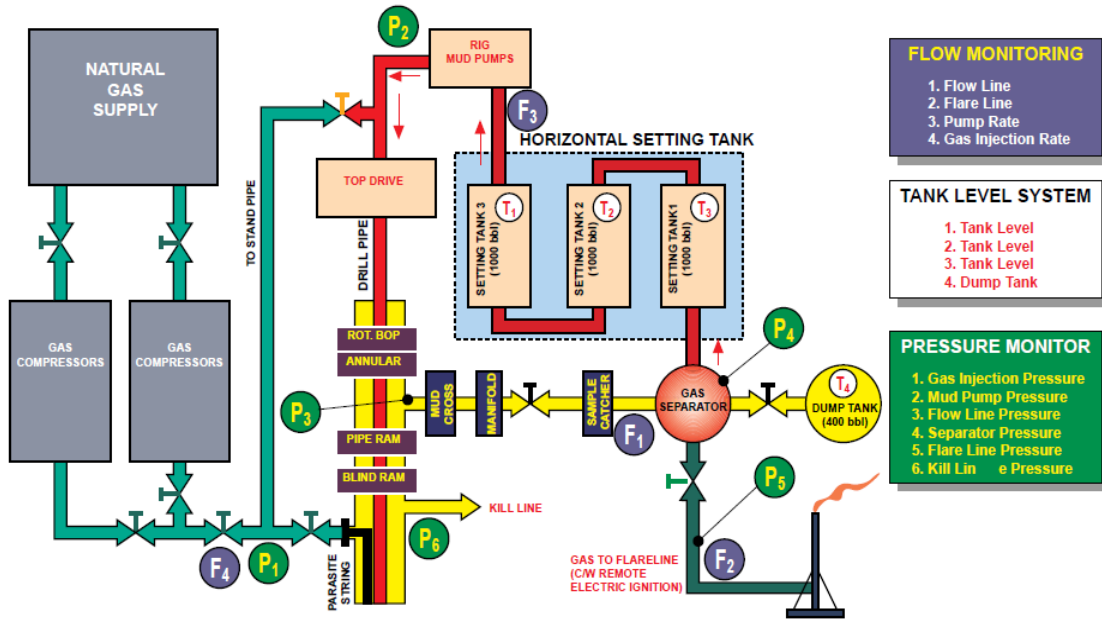 NATURAL
GAS
SUPPLY
P2
RIG
MUD PUMPS
F3
HORIZONTAL SETTING TANK
TO STAND PIPE
TOP DRIVE
DRILL PIPE
SETTING TANK 3
(1000 bbl)
T1
SETTING TANK 2
(1000 bbl)
T2
SETTING TANK1
(1000 bbl)
T3
GAS
COMPRESSORS
GAS
COMPRESSORS
ROT. BOP
ANNULAR
PIPE RAM
BLIND RAM
P3
MUD
CROSS
MANIFOLD
SAMPLE
CATCHER
F1
GAS
SEPARATOR
P4
T4
DUMP TANK
(400 bbl)
KILL LINE
P6
P5
F4
P1
PARASITE
STRING
GAS TO FLARELINE
(C/W REMOTE
ELECTRIC IGNITION)
F2
FLOW MONITORING
1. Flow Line
2. Flare Line
3. Pump Rate
4. Gas Injection Rate
TANK LEVEL SYSTEM
1. Tank Level
2. Tank Level
3. Tank Level
4. Dump Tank
PRESSURE MONITOR
1. Gas Injection Pressure
2. Mud Pump Pressure
3. Flow Line Pressure
4. Separator Pressure
5. Flare Line Pressure
6. Kill Lin e Pressure